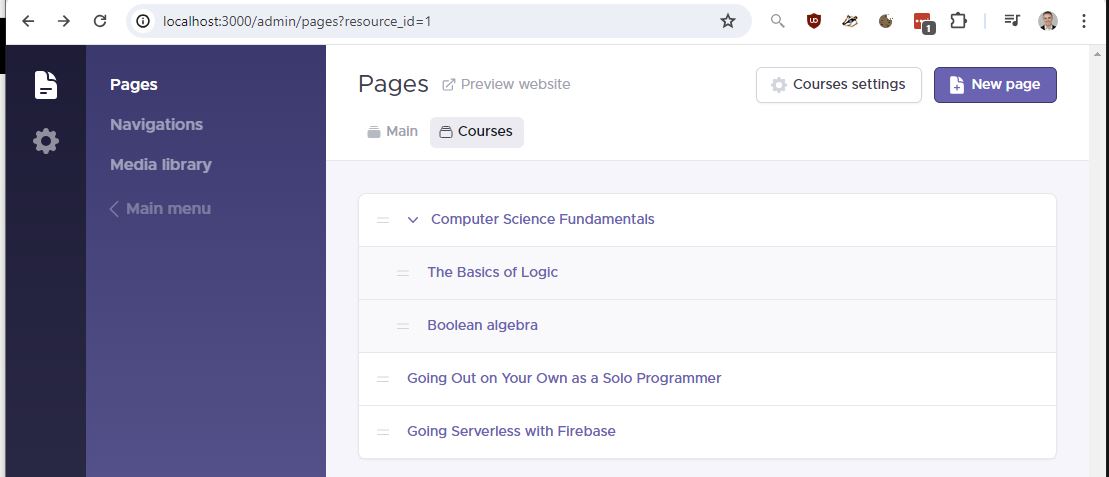 localhost:3000/admin/pages?resource_id=1
1
Pages
Navigations
Media library
Main menu
Pages Preview website
Courses settings
New page
Main Courses
Computer Science Fundamentals
The Basics of Logic
Boolean algebra
Going Out on Your Own as a Solo Programmer
Going Serverless with Firebase